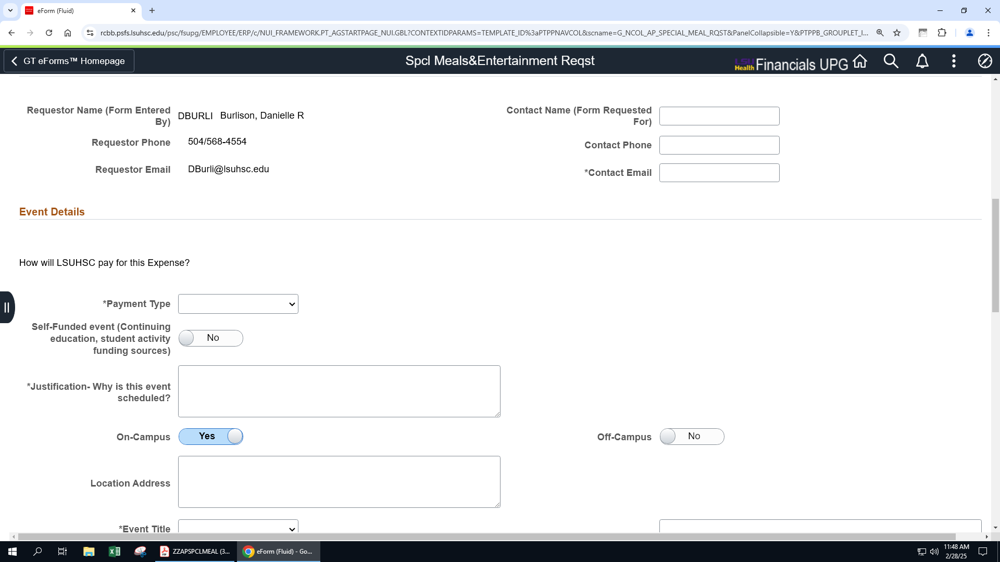 eForm (Fluid)
rcbb.psfs.lsuhsc.edu/psc/fsupg/EMPLOYEE/ERP/c/NUI_FRAMEWORK.PT_AGSTARTPAGE_NUI.GBL?CONTEXTIDPARAMS=TEMPLATE_ID%3aPTPPNAVCOL&scname=G_NCOL_AP_SPECIAL_MEAL_RQST&PanelCollapsible=Y&PTPPB_GROUPLET_I...
GT eForms™ Homepage
Spcl Meals&Entertainment Reqst
LSU Health Financials UPG
Requestor Name (Form Entered By) DBURLI Burlison, Danielle R
Contact Name (Form Requested For)
Requestor Phone 504/568-4554
Contact Phone
Requestor Email DBurli@lsuhsc.edu
*Contact Email
Event Details
How will LSUHSC pay for this Expense?
*Payment Type
Self-Funded event (Continuing
education, student activity
funding sources) No
*Justification- Why is this event
scheduled?
On-Campus Yes
Off-Campus No
Location Address
*Event Title
ZZAPSPCLMEAL (3...
eForm (Fluid) - Go...
11:48 AM
2/28/25